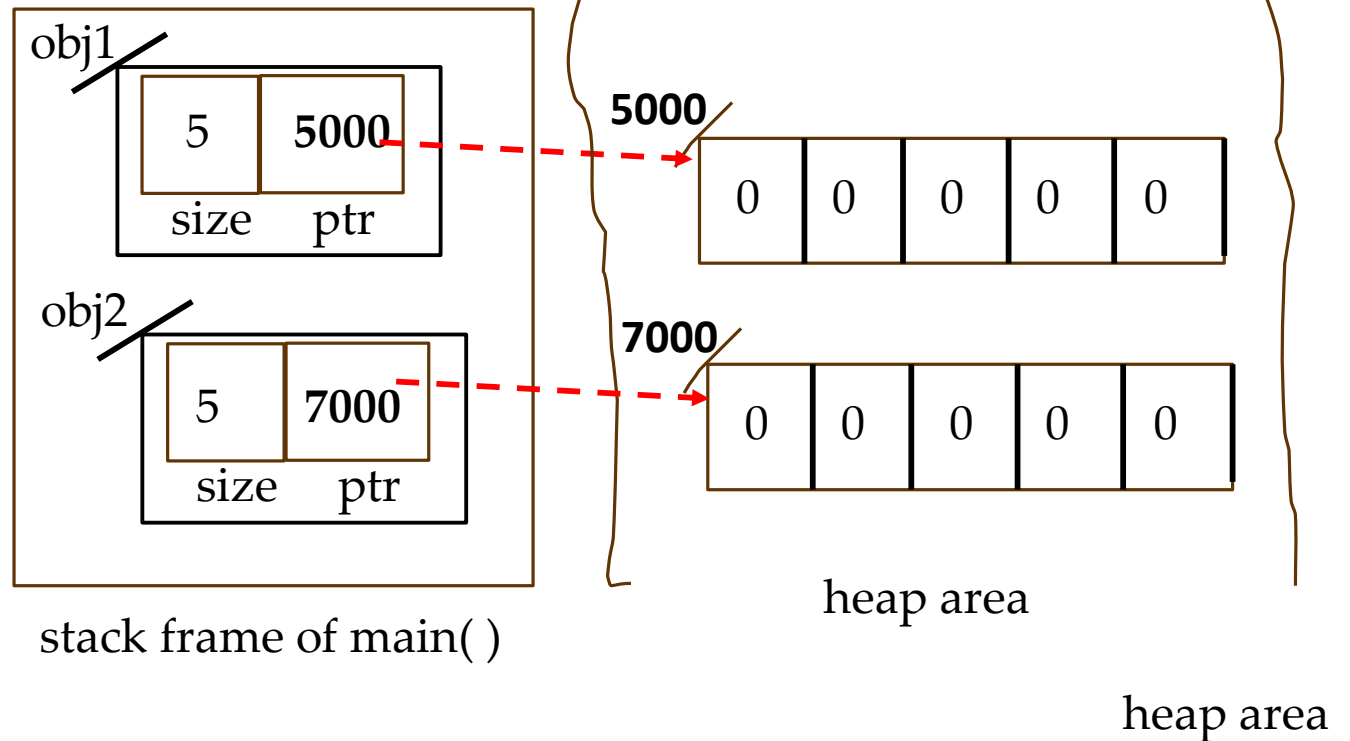 obj1
5 5000
size ptr
5000
0 0 0 0 0
obj2
5 7000
size ptr
7000
0 0 0 0 0
stack frame of main( )
heap area
heap area